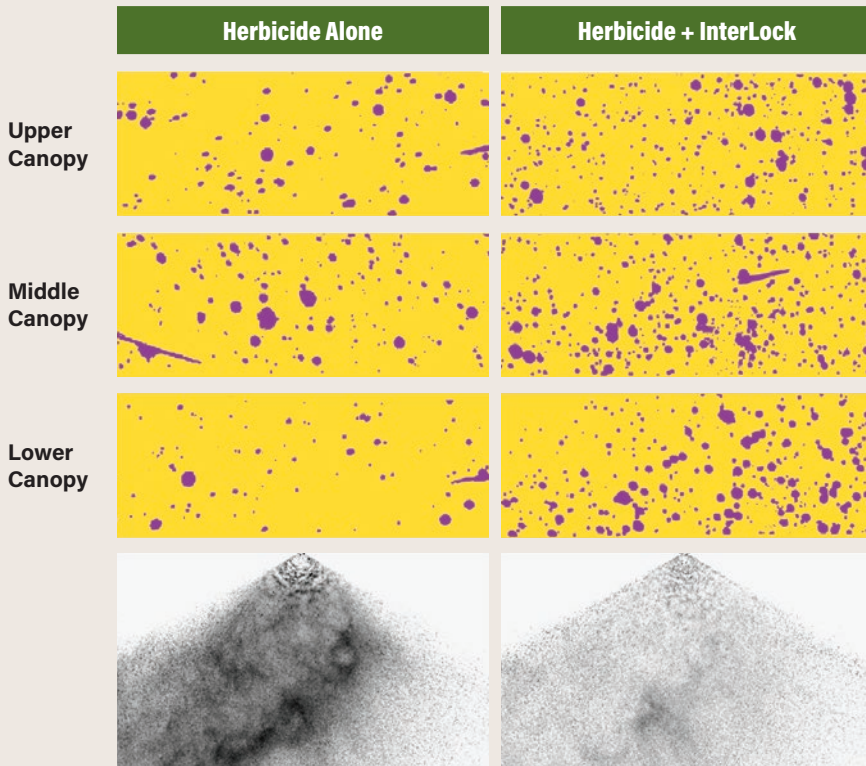 Herbicide Alone
Herbicide + InterLock
Upper
Canopy
Middle
Canopy
Lower
Canopy